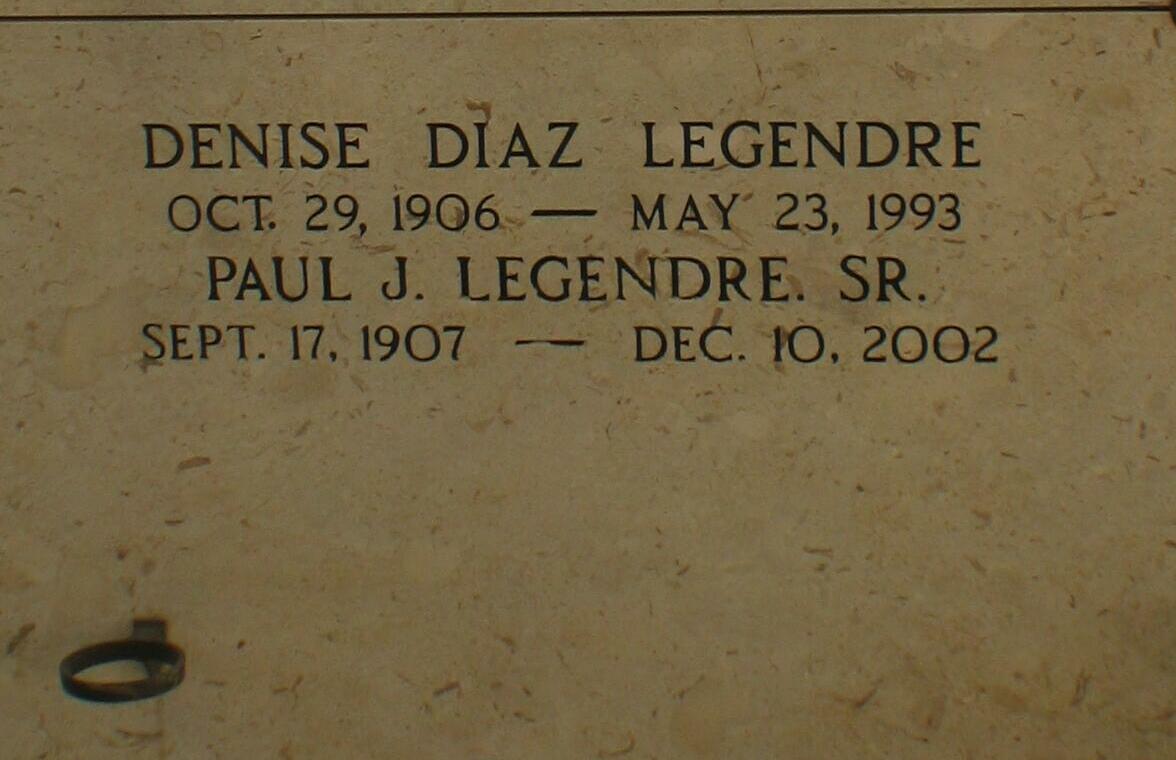 DENISE DIAZ LEGENDRE
OCT. 29, 1906 — MAY 23, 1993
PAUL J. LEGENDRE. SR.
SEPT. 17, 1907 — DEC. 10, 2002